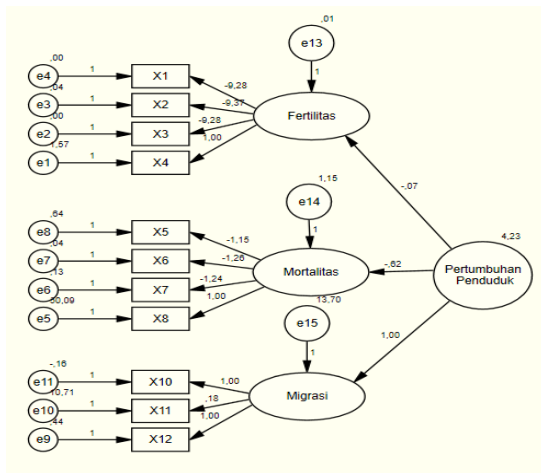 ,01
e13
1
,00
e4
1
X1
-9,28
,04
e3
1
X2
-9,37
Fertilitas
,00
e2
1
X3
-9,28
1,57
e1
1
X4
1,00
-,07
1,15
e14
1
4,23
,64
e8
1
X5
-1,15
,04
e7
1
X6
-1,26
Mortalitas
-,62
Pertumbuhan
Penduduk
,13
e6
1
X7
-1,24
50,09
e5
1
X8
1,00
13,70
e15
1
1,00
-,16
e11
1
X10
1,00
10,71
e10
1
X11
,18
Migrasi
,44
e9
1
X12
1,00